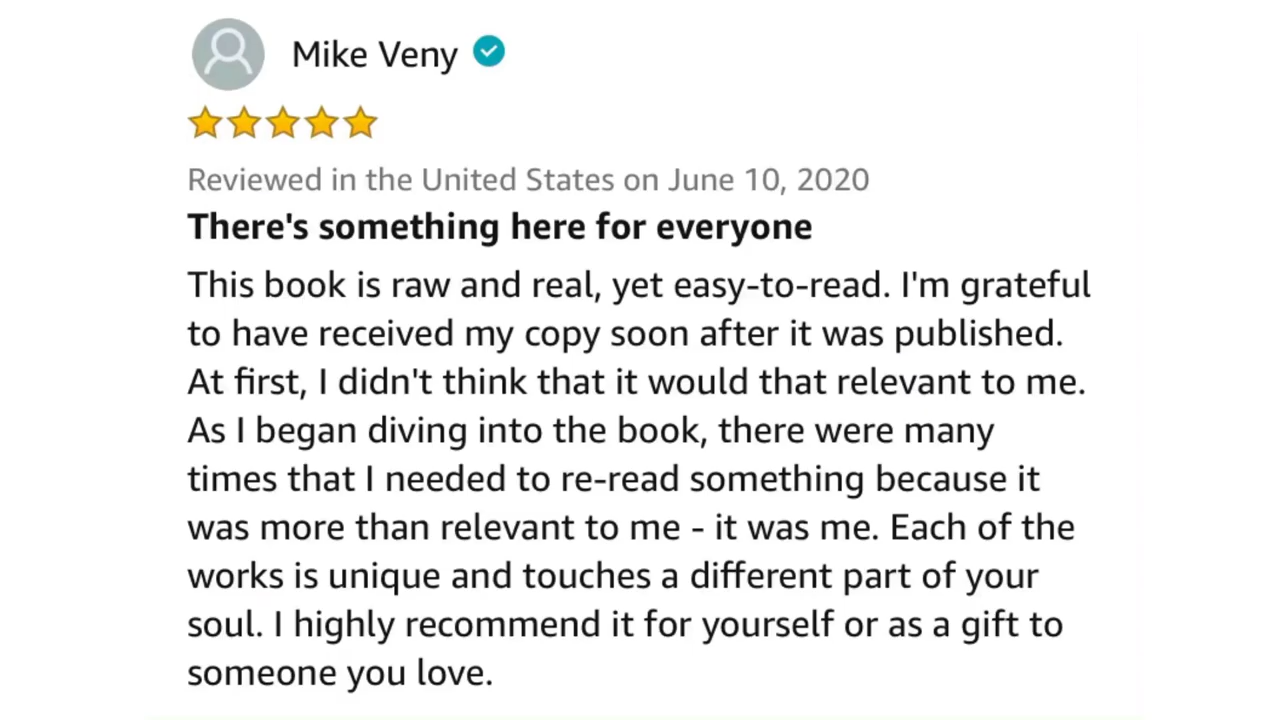 Mike Veny
Reviewed in the United States on June 10, 2020
There's something here for everyone
This book is raw and real, yet easy-to-read. I'm grateful
to have received my copy soon after it was published.
At first, I didn't think that it would that relevant to me.
As I began diving into the book, there were many
times that I needed to re-read something because it
was more than relevant to me - it was me. Each of the
works is unique and touches a different part of your
soul. I highly recommend it for yourself or as a gift to
someone you love.